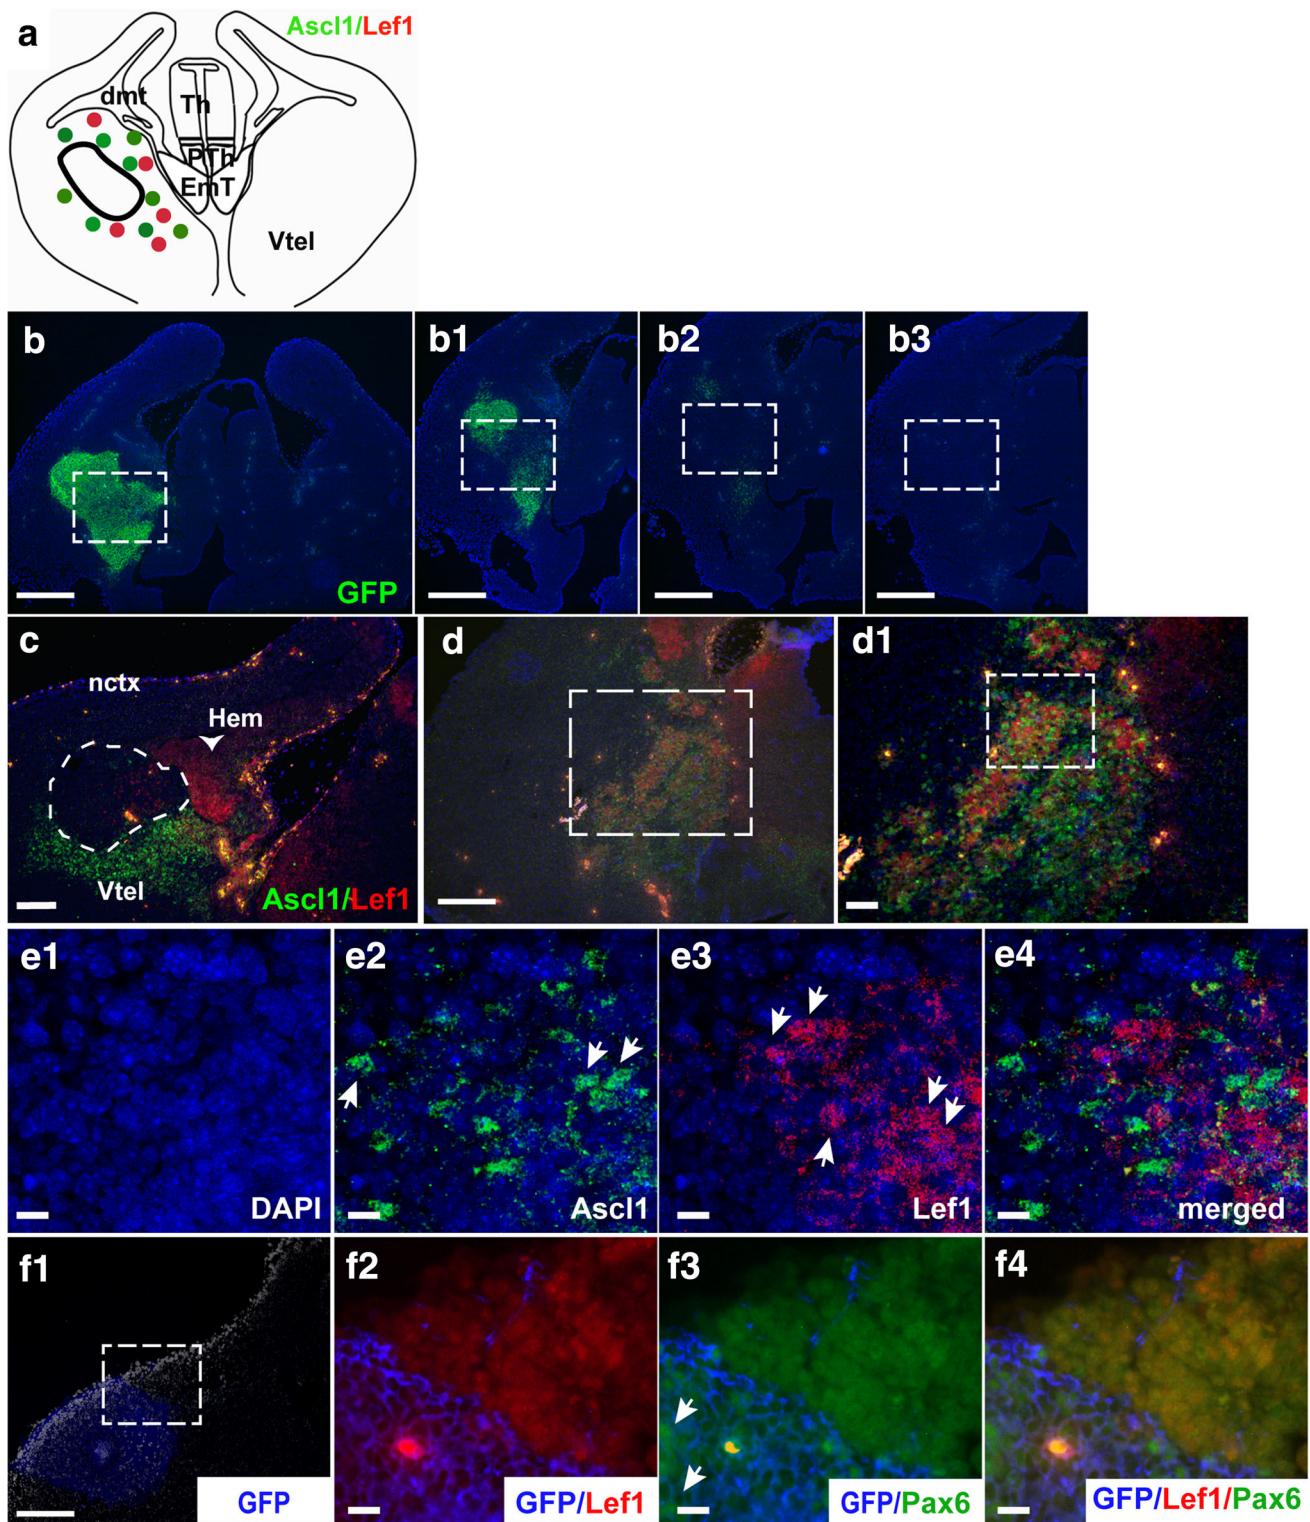 a
Ascl1/Lef1
dmt
Th
PTh
EmT
Vtel
b
GFP
b1
b2
b3
c
nctx
Hem
Vtel
Ascl1/Lef1
d
d1
e1
DAPI
e2
Ascl1
e3
Lef1
e4
merged
f1
GFP
f2
GFP/Lef1
f3
GFP/Pax6
f4
GFP/Lef1/Pax6